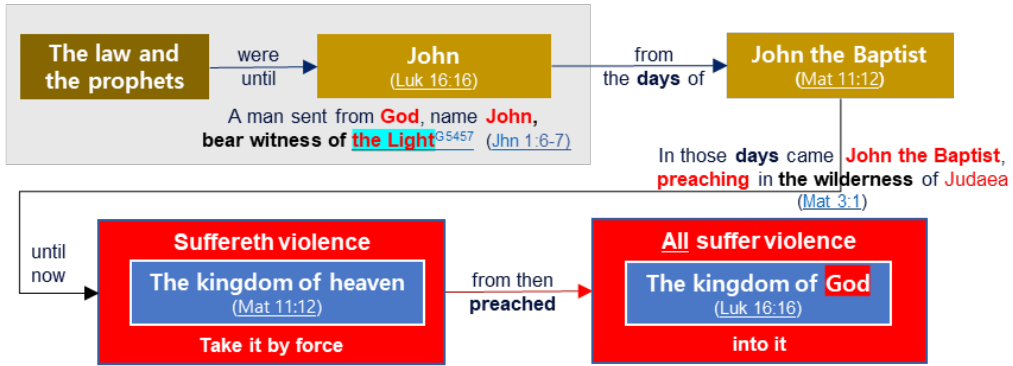 The law and
the prophets
were
until
John
(Luk 16:16)
from
the days of
John the Baptist
(Mat 11:12)
A man sent from God, name John,
bear witness of the LightG5457 (Jhn 1:6-7)
In those days came John the Baptist,
preaching in the wilderness of Judaea
(Mat 3:1)
until
now
Suffereth violence
The kingdom of heaven
(Mat 11:12)
Take it by force
from then
preached
All suffer violence
The kingdom of God
(Luk 16:16)
into it